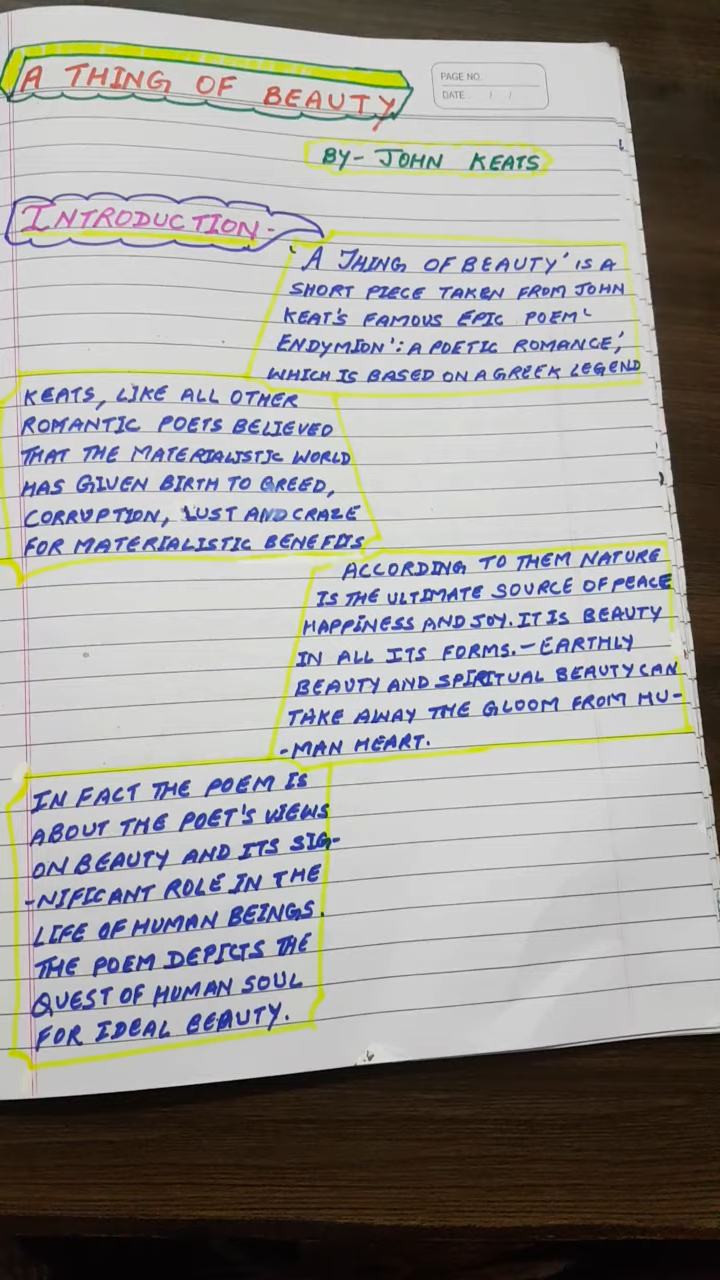 A THING OF BEAUTY
PAGE NO.
DATE / /
BY- JOHN KEATS
INTRODUCTION-
'A THING OF BEAUTY' IS A
SHORT PIECE TAKEN FROM JOHN
KEAT'S FAMOUS EPIC POEM '
ENDYMION': A POETIC ROMANCE,'
WHICH IS BASED ON A GREEK LEGEND
KEATS, LIKE ALL OTHER
ROMANTIC POETS BELIEVED
THAT THE MATERIALISTIC WORLD
HAS GIVEN BIRTH TO GREED,
CORRUPTION, LUST AND CRAZE
FOR MATERIALISTIC BENEFITS
ACCORDING TO THEM NATURE
IS THE ULTIMATE SOURCE OF PEACE
HAPPINESS AND JOY. IT IS BEAUTY
IN ALL ITS FORMS. - EARTHLY
BEAUTY AND SPIRITUAL BEAUTY CAN
TAKE AWAY THE GLOOM FROM HU-
-MAN HEART.
IN FACT THE POEM IS
ABOUT THE POET'S VIEWS
ON BEAUTY AND ITS SIG-
-NIFICANT ROLE IN THE
LIFE OF HUMAN BEINGS.
THE POEM DEPICTS THE
QUEST OF HUMAN SOUL
FOR IDEAL BEAUTY.